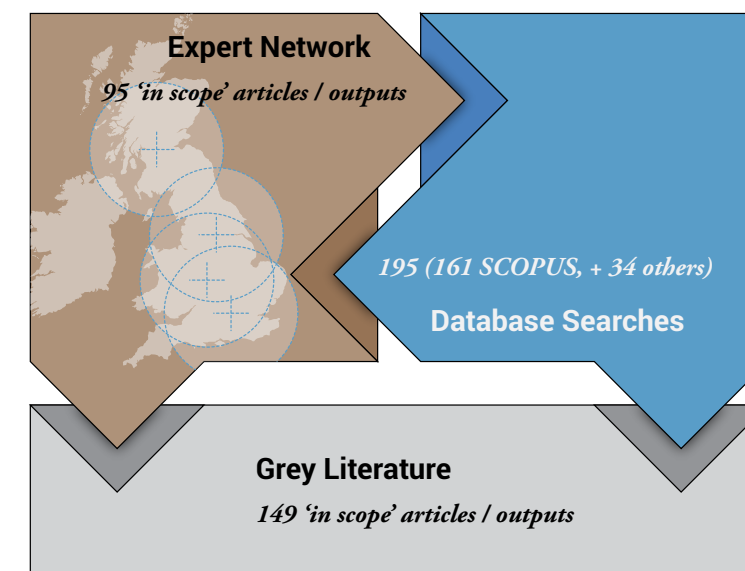 Expert Network
95 ‘in scope’ articles / outputs
195 (161 SCOPUS, + 34 others)
Database Searches
Grey Literature
149 ‘in scope’ articles / outputs